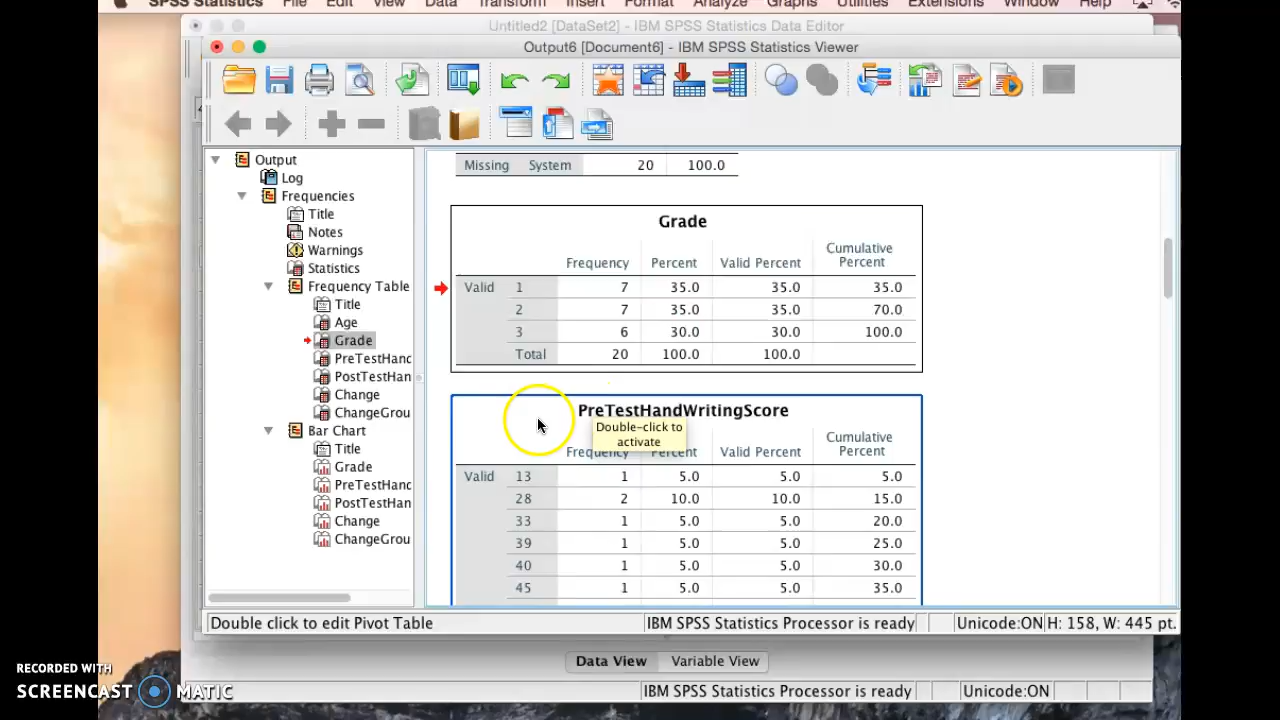 SPSS Statistics File Edit View Data Transform Insert Format Analyze Graphs Utilities Extensions Window Help
Untitled2 [DataSet2] - IBM SPSS Statistics Data Editor
Output6 [Document6] - IBM SPSS Statistics Viewer
Output
Log
Frequencies
Title
Notes
Warnings
Statistics
Frequency Table
Title
Age
Grade
PreTestHand
PostTestHan
Change
ChangeGrou
Bar Chart
Title
Grade
PreTestHand
PostTestHan
Change
ChangeGrou
Missing System 20 100.0
Grade
Frequency Percent Valid Percent Cumulative Percent
Valid 1 7 35.0 35.0 35.0
2 7 35.0 35.0 70.0
3 6 30.0 30.0 100.0
Total 20 100.0 100.0
PreTestHandWritingScore
Double-click to
activate
Frequency Percent Valid Percent Cumulative Percent
Valid 13 1 5.0 5.0 5.0
28 2 10.0 10.0 15.0
33 1 5.0 5.0 20.0
39 1 5.0 5.0 25.0
40 1 5.0 5.0 30.0
45 1 5.0 5.0 35.0
Double click to edit Pivot Table IBM SPSS Statistics Processor is ready Unicode:ON H: 158, W: 445 pt.
Data View Variable View
IBM SPSS Statistics Processor is ready Unicode:ON
RECORDED WITH
SCREENCAST MATIC